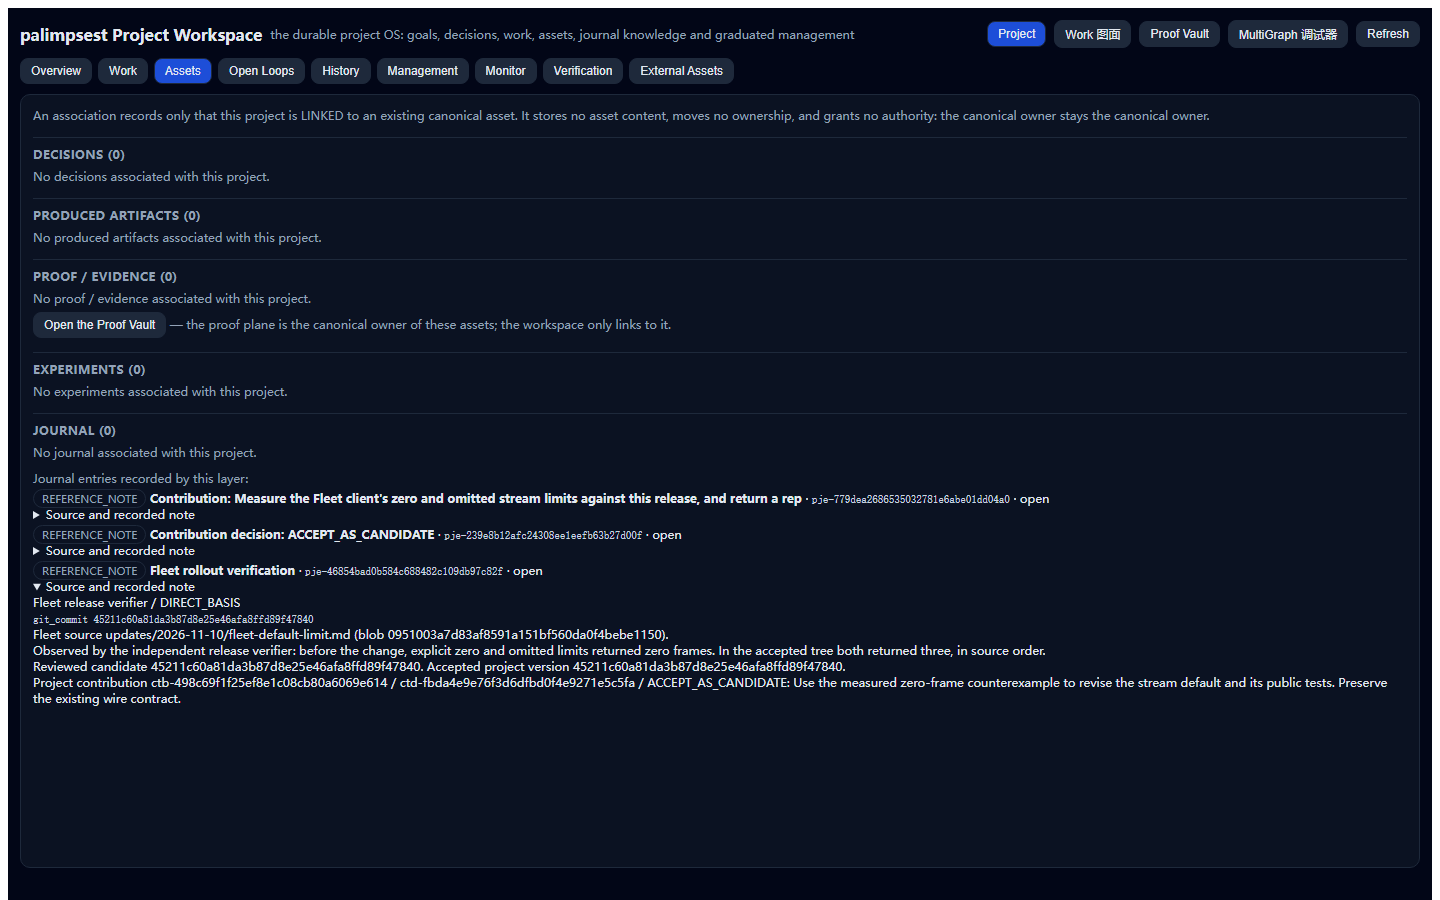 palimpsest Project Workspace the durable project OS: goals, decisions, work, assets, journal knowledge and graduated management Project Work 图面 Proof Vault MultiGraph 调试器 Refresh
Overview Work Assets Open Loops History Management Monitor Verification External Assets
An association records only that this project is LINKED to an existing canonical asset. It stores no asset content, moves no ownership, and grants no authority: the canonical owner stays the canonical owner.
DECISIONS (0)
No decisions associated with this project.
PRODUCED ARTIFACTS (0)
No produced artifacts associated with this project.
PROOF / EVIDENCE (0)
No proof / evidence associated with this project.
Open the Proof Vault — the proof plane is the canonical owner of these assets; the workspace only links to it.
EXPERIMENTS (0)
No experiments associated with this project.
JOURNAL (0)
No journal associated with this project.
Journal entries recorded by this layer:
REFERENCE_NOTE Contribution: Measure the Fleet client's zero and omitted stream limits against this release, and return a rep · pje-779dea2686535032781e6abe01dd04a0 · open
▶ Source and recorded note
REFERENCE_NOTE Contribution decision: ACCEPT_AS_CANDIDATE · pje-239e8b12afc24308ee1eefb63b27d00f · open
▶ Source and recorded note
REFERENCE_NOTE Fleet rollout verification · pje-46854bad0b584c688482c109db97c82f · open
▼ Source and recorded note
Fleet release verifier / DIRECT_BASIS
git_commit 45211c60a81da3b87d8e25e46afa8ffd89f47840
Fleet source updates/2026-11-10/fleet-default-limit.md (blob 0951003a7d83af8591a151bf560da0f4bebe1150).
Observed by the independent release verifier: before the change, explicit zero and omitted limits returned zero frames. In the accepted tree both returned three, in source order.
Reviewed candidate 45211c60a81da3b87d8e25e46afa8ffd89f47840. Accepted project version 45211c60a81da3b87d8e25e46afa8ffd89f47840.
Project contribution ctb-498c69f1f25ef8e1c08cb80a6069e614 / ctd-fbda4e9e76f3d6dfbd0f4e9271e5c5fa / ACCEPT_AS_CANDIDATE: Use the measured zero-frame counterexample to revise the stream default and its public tests. Preserve
the existing wire contract.